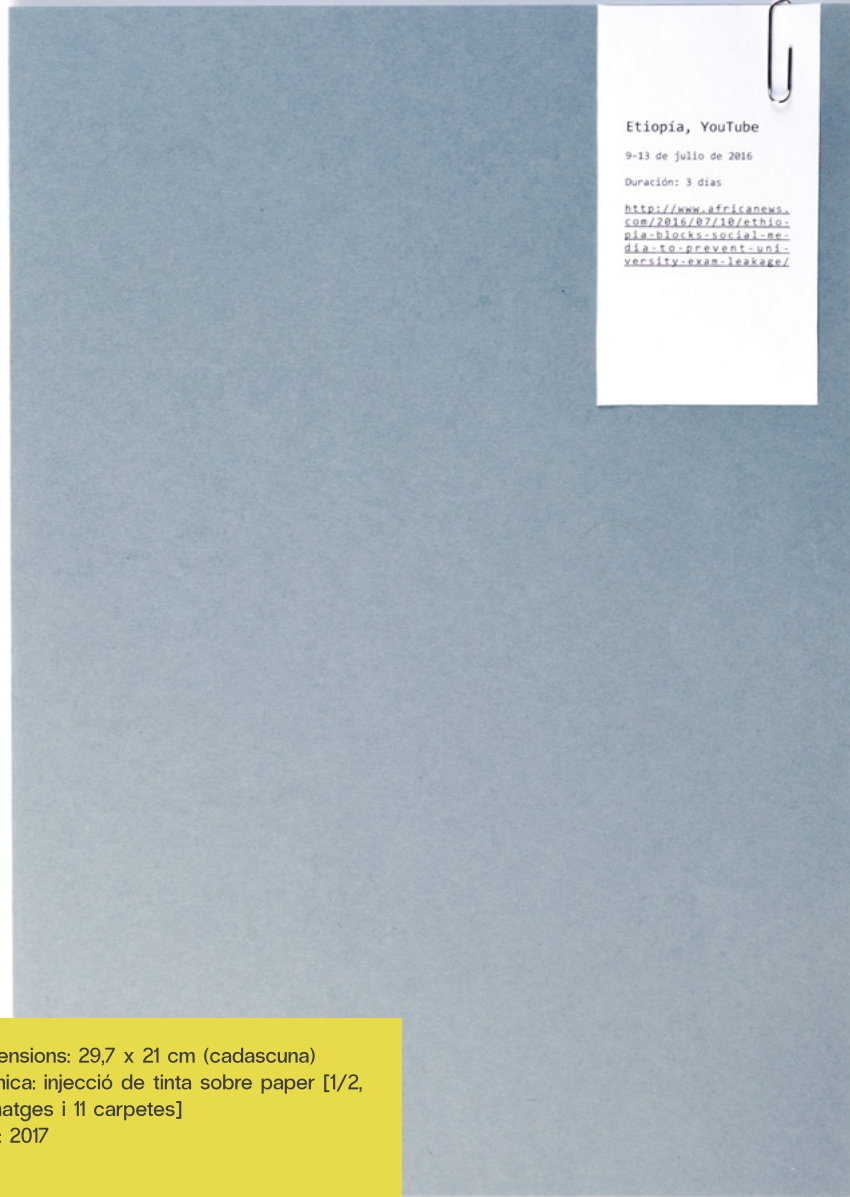 Etiopía, YouTube
9-13 de julio de 2016
Duración: 3 días
http://www.africanews.
com/2016/07/10/ethio-
pia-blocks-social-me-
dia-to-prevent-uni-
versity-exam-leakage/
ensions: 29,7 x 21 cm (cadascuna)
nica: injecció de tinta sobre paper [1/2,
atges i 11 carpetes]
: 2017